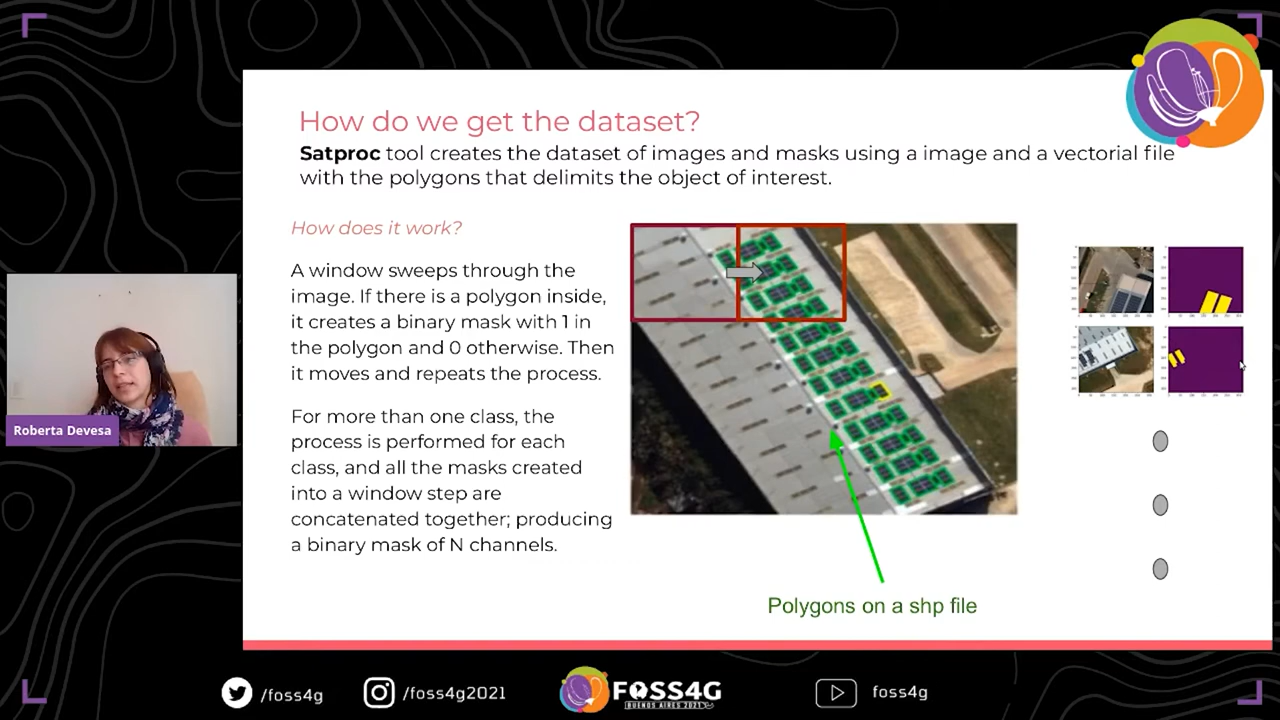 How do we get the dataset?
Satproc tool creates the dataset of images and masks using a image and a vectorial file
with the polygons that delimits the object of interest.
How does it work?
A window sweeps through the
image. If there is a polygon inside,
it creates a binary mask with 1 in
the polygon and 0 otherwise. Then
it moves and repeats the process.
For more than one class, the
process is performed for each
class, and all the masks created
into a window step are
concatenated together; producing
a binary mask of N channels.
Polygons on a shp file
Roberta Devesa
/foss4g
/foss4g2021
FOSS4G
BUENOS AIRES 2021
foss4g